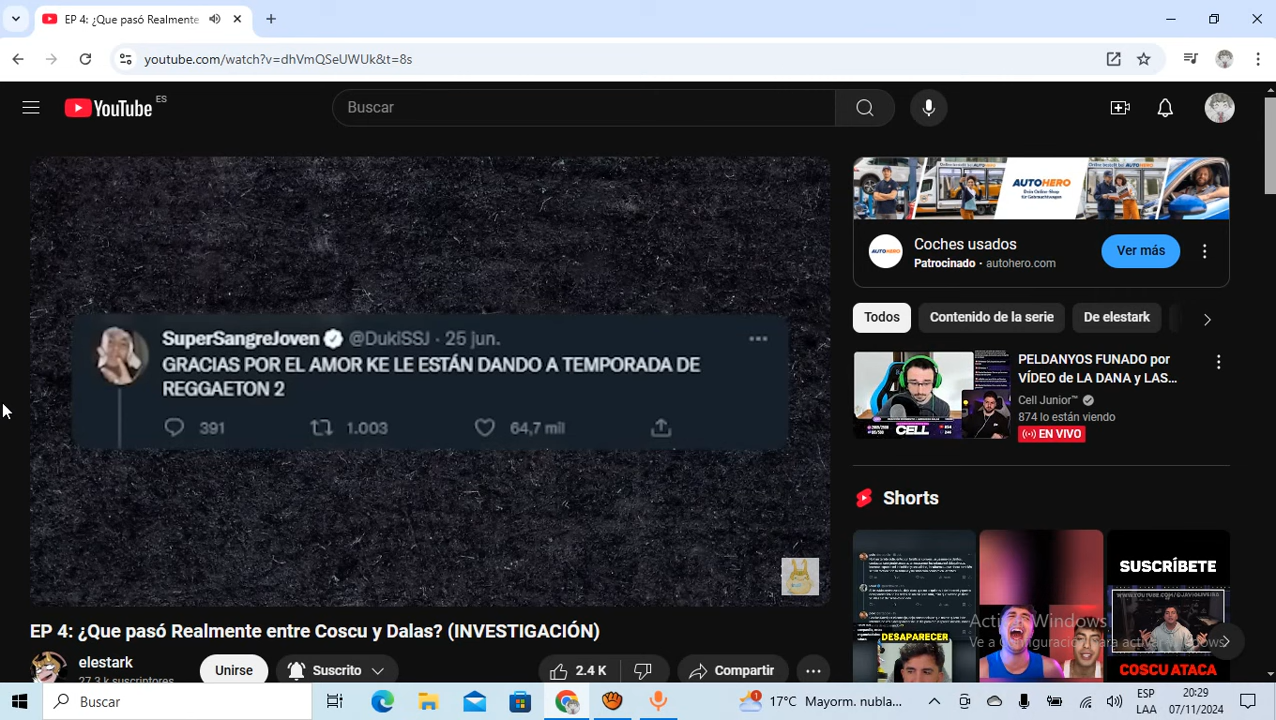 EP 4: ¿Que pasó Realmente
youtube.com/watch?v=dhVmQSeUWUk&t=8s
YouTube ES
Buscar
SuperSangreJoven @DukiSSJ · 25 jun.
GRACIAS POR EL AMOR KE LE ESTÁN DANDO A TEMPORADA DE
REGGAETON 2
64,7 mil
AUTOHERO
Coches usados
Patrocinado · autohero.com
Ver más
Todos
Contenido de la serie
De elestark
PELDANYOS FUNADO por
VÍDEO de LA DANA y LAS...
Cell Junior™
874 lo están viendo
EN VIVO
CELL
Shorts
DESAPARECER
SUSCRÍBETE
COSCU ATACA
Activar Windows
Ve a Configuración para activar Windows.
EP 4: ¿Que pasó Realmente entre
(INVESTIGACIÓN)
elestark
27.3 k suscriptores
Unirse
Suscrito
2.4 K
Compartir
Buscar
17°C Mayorm. nubla...
ESP
LAA
20:29
07/11/2024